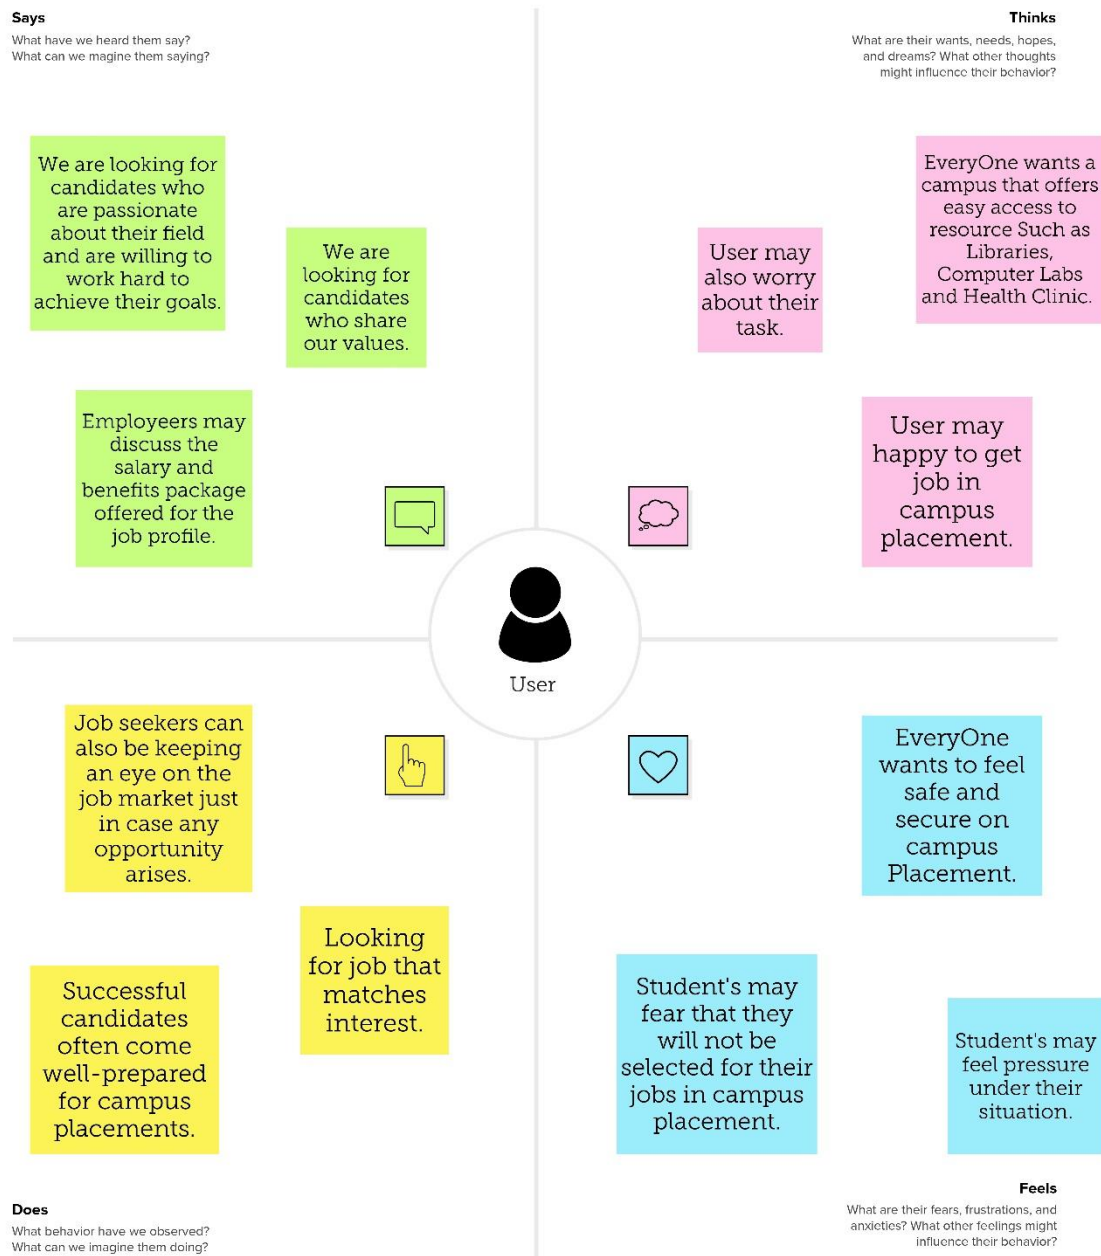 Says
What have we heard them say?
What can we magine them saying?
We are looking for
candidates who
are passionate
about their field
and are willing to
work hard to
achieve their goals.
We are
looking for
candidates
who share
our values.
Employeers may
discuss the
salary and
benefits package
offered for the
job profile.
Thinks
What are their wants, needs, hopes,
and dreams? What other thoughts
might influence their behavior?
EveryOne wants a
campus that offers
easy access to
resource Such as
Libraries,
Computer Labs
and Health Clinic.
User may
also worry
about their
task.
User may
happy to get
job in
campus
placement.
User
Job seekers can
also be keeping
an eye on the
job market just
in case any
opportunity
arises.
Looking
for job that
matches
interest.
Successful
candidates
often come
well-prepared
for campus
placements.
Does
What behavior have we observed?
What can we imagine them doing?
EveryOne
wants to feel
safe and
secure on
campus
Placement.
Student's may
fear that they
will not be
selected for their
jobs in campus
placement.
Student's may
feel pressure
under their
situation.
Feels
What are their fears, frustrations, and
anxieties? What other feelings might
influence their behavior?